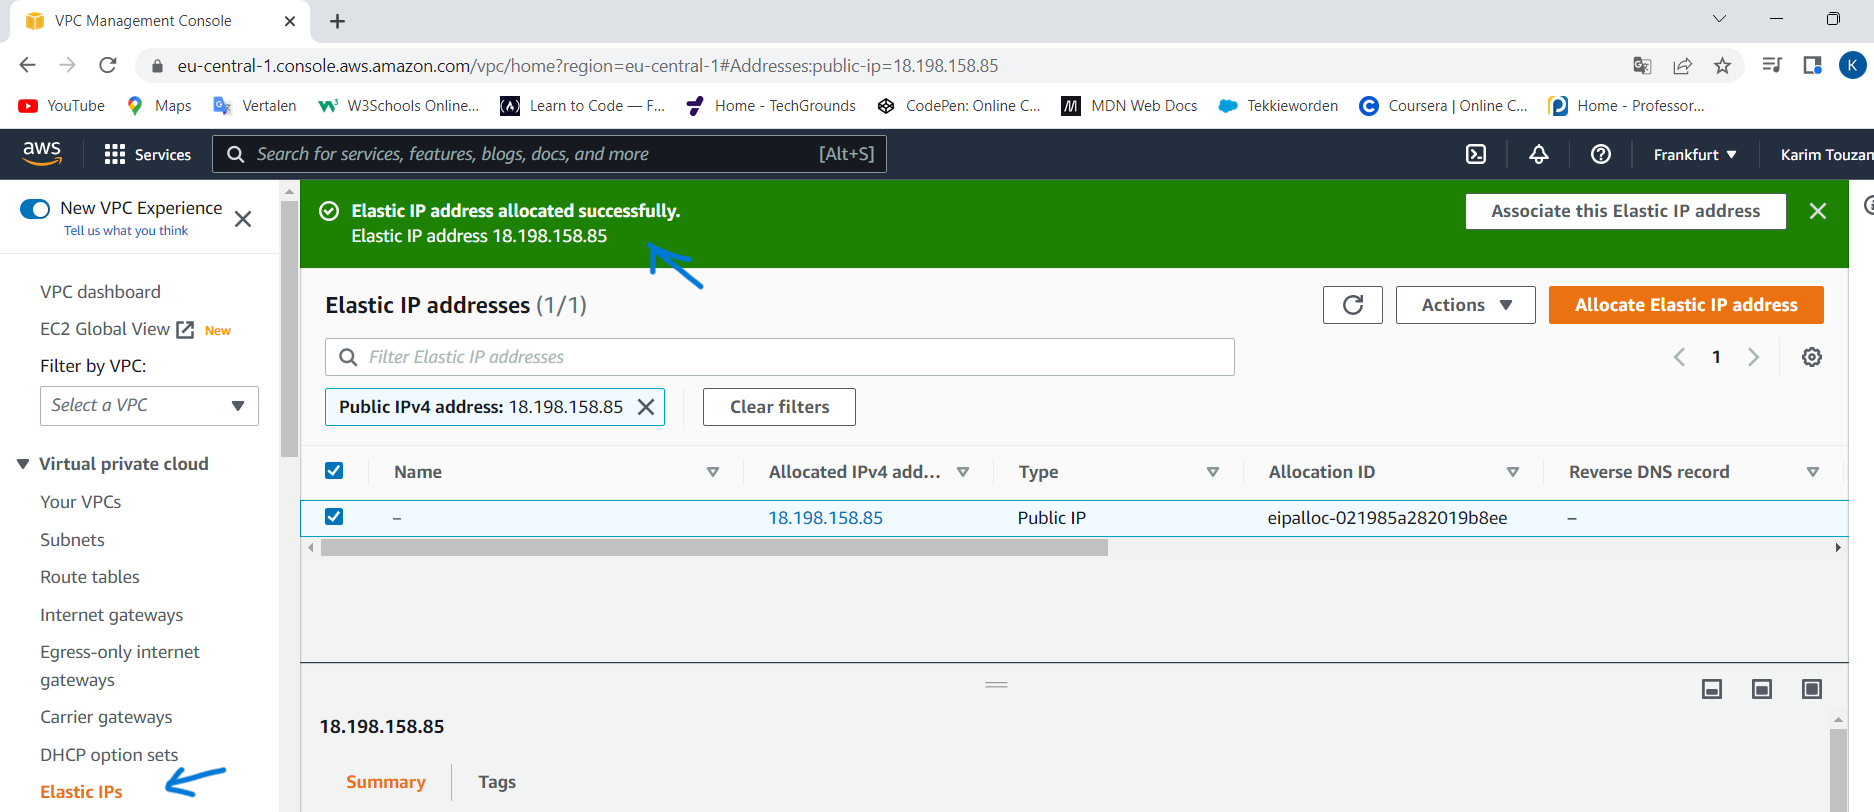 VPC Management Console
eu-central-1.console.aws.amazon.com/vpc/home?region=eu-central-1#Addresses:public-ip=18.198.158.85
K
YouTube Maps Vertalen W3Schools Online... Learn to Code — F... Home - TechGrounds CodePen: Online C... MDN Web Docs Tekkieworden Coursera | Online C... Home - Professor...
aws Services Search for services, features, blogs, docs, and more [Alt+S] Frankfurt Karim Touzan
New VPC Experience
Tell us what you think
VPC dashboard
EC2 Global View New
Filter by VPC:
Select a VPC
Virtual private cloud
Your VPCs
Subnets
Route tables
Internet gateways
Egress-only internet
gateways
Carrier gateways
DHCP option sets
Elastic IPs
Elastic IP address allocated successfully.
Elastic IP address 18.198.158.85
Associate this Elastic IP address
Elastic IP addresses (1/1)
Actions
Allocate Elastic IP address
Filter Elastic IP addresses
1
Public IPv4 address: 18.198.158.85
Clear filters
Name Allocated IPv4 add... Type Allocation ID Reverse DNS record
– 18.198.158.85 Public IP eipalloc-021985a282019b8ee –
18.198.158.85
Summary Tags